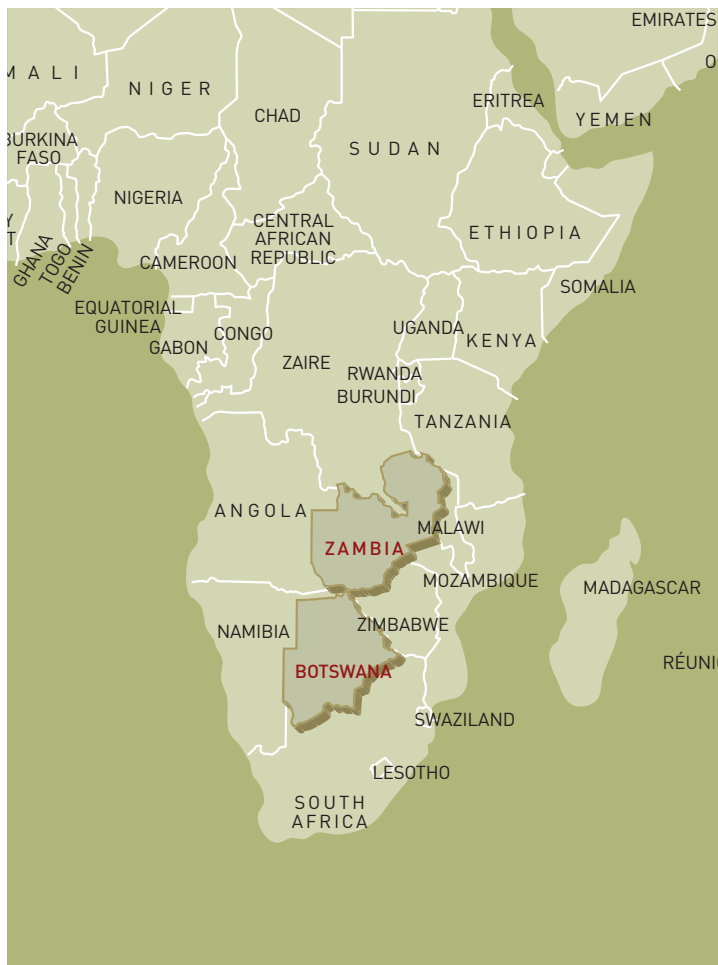 EMIRATES
O
M A L I
NIGER
CHAD
ERITREA
YEMEN
BURKINA
FASO
SUDAN
NIGERIA
CENTRAL
AFRICAN
REPUBLIC
ETHIOPIA
Y
T
GHANA
TOGO
BENIN
CAMEROON
SOMALIA
EQUATORIAL
GUINEA
GABON
CONGO
UGANDA
KENYA
ZAIRE
RWANDA
BURUNDI
TANZANIA
ANGOLA
MALAWI
ZAMBIA
MOZAMBIQUE
MADAGASCAR
NAMIBIA
ZIMBABWE
RÉUNI
BOTSWANA
SWAZILAND
LESOTHO
SOUTH
AFRICA